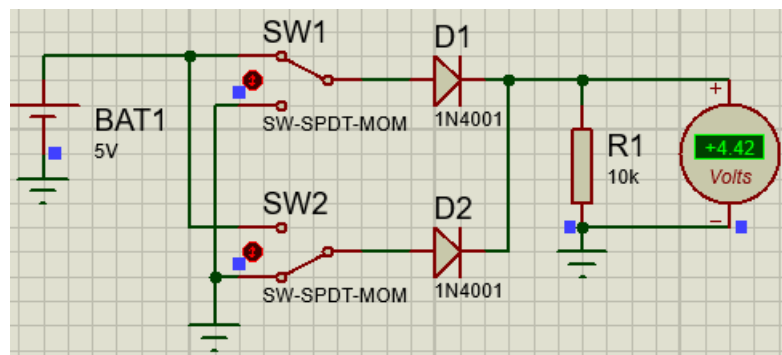 SW1
D1
BAT1
5V
SW-SPDT-MOM
1N4001
+
+4.42
Volts
−
R1
10k
SW2
D2
SW-SPDT-MOM
1N4001